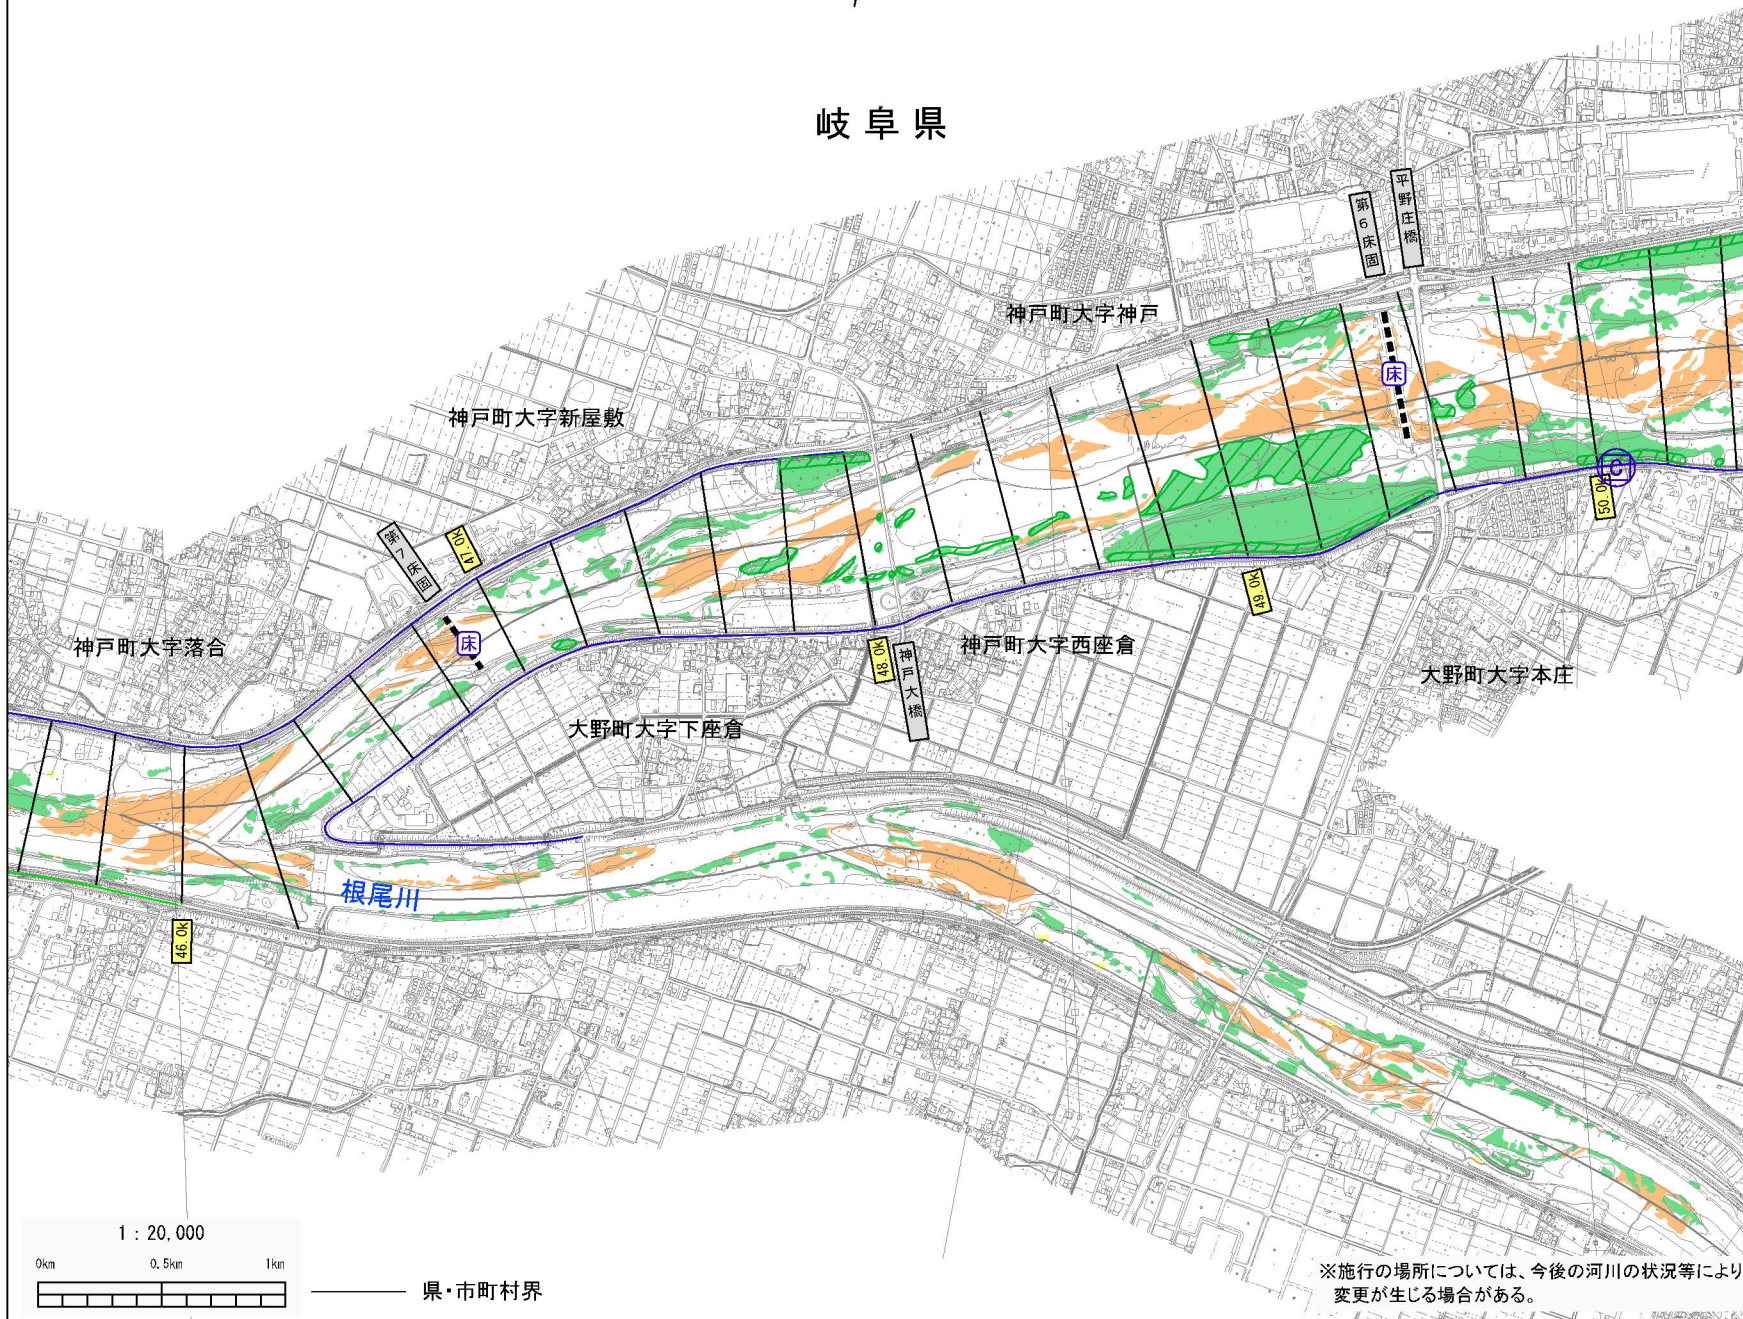 岐阜県
平野庄橋
第6床固
神戸町大字神戸
床
神戸町大字新屋敷
C
50.0K
第7床固
47.0K
49.0K
神戸町大字落合
床
48.0K
神戸大橋
神戸町大字西座倉
大野町大字本庄
大野町大字下座倉
根尾川
46.0K
1：20,000
0km 0.5km 1km
県・市町村界
※施行の場所については、今後の河川の状況等により
変更が生じる場合がある。